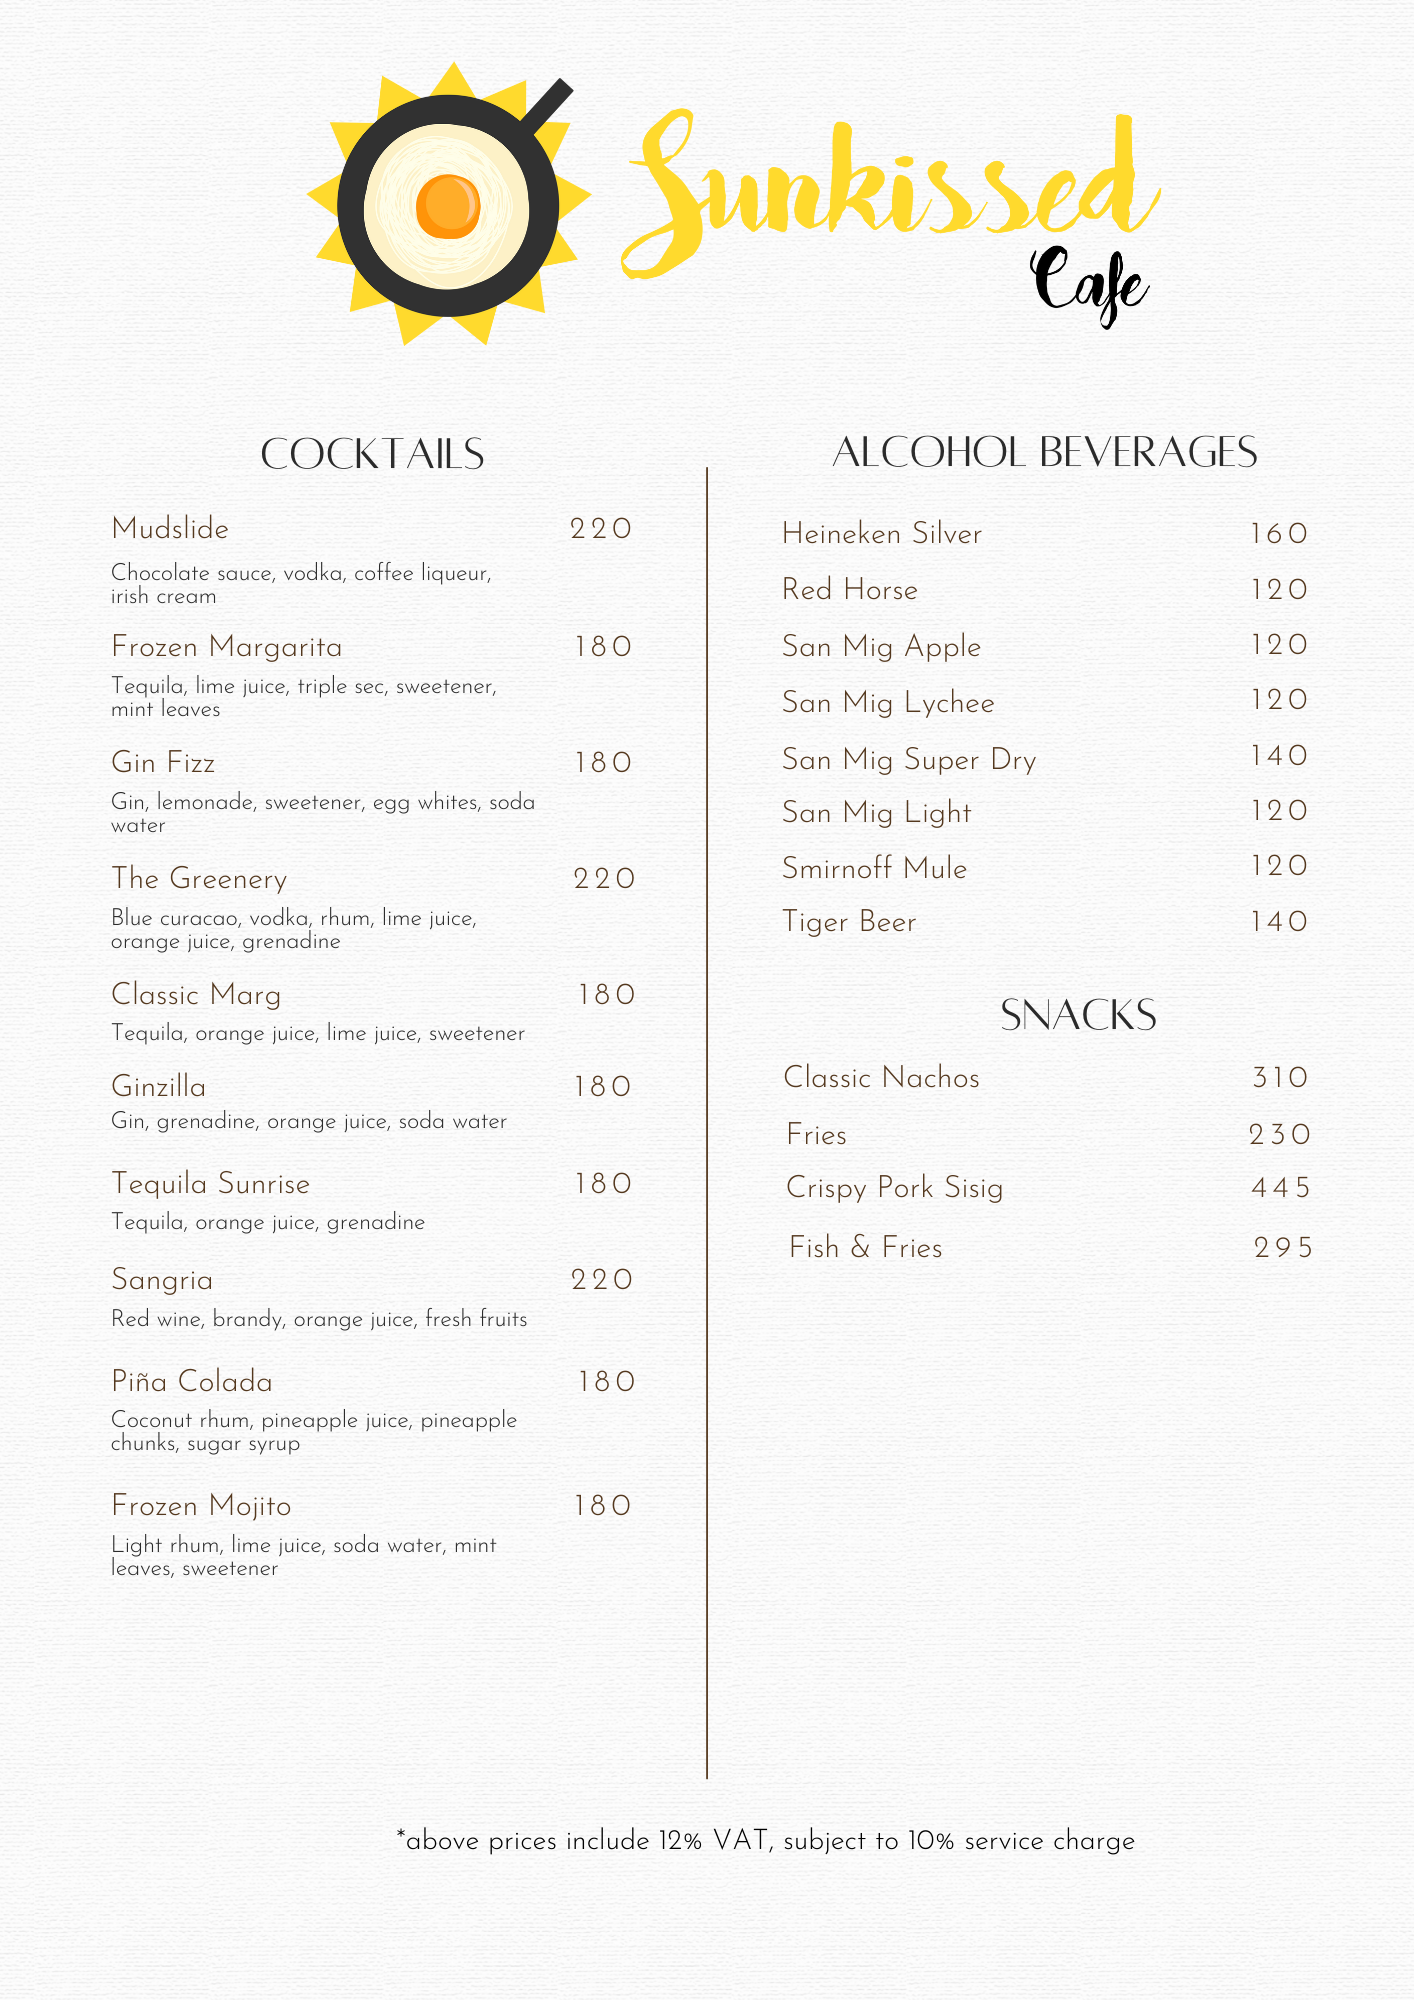 Sunkissed
Cafe
COCKTAILS
Mudslide 220
Chocolate sauce, vodka, coffee liqueur,
irish cream
Frozen Margarita 180
Tequila, lime juice, triple sec, sweetener,
mint leaves
Gin Fizz 180
Gin, lemonade, sweetener, egg whites, soda
water
The Greenery 220
Blue curacao, vodka, rhum, lime juice,
orange juice, grenadine
Classic Marg 180
Tequila, orange juice, lime juice, sweetener
Ginzilla 180
Gin, grenadine, orange juice, soda water
Tequila Sunrise 180
Tequila, orange juice, grenadine
Sangria 220
Red wine, brandy, orange juice, fresh fruits
Piña Colada 180
Coconut rhum, pineapple juice, pineapple
chunks, sugar syrup
Frozen Mojito 180
Light rhum, lime juice, soda water, mint
leaves, sweetener
ALCOHOL BEVERAGES
Heineken Silver 160
Red Horse 120
San Mig Apple 120
San Mig Lychee 120
San Mig Super Dry 140
San Mig Light 120
Smirnoff Mule 120
Tiger Beer 140
SNACKS
Classic Nachos 310
Fries 230
Crispy Pork Sisig 445
Fish & Fries 295
*above prices include 12% VAT, subject to 10% service charge